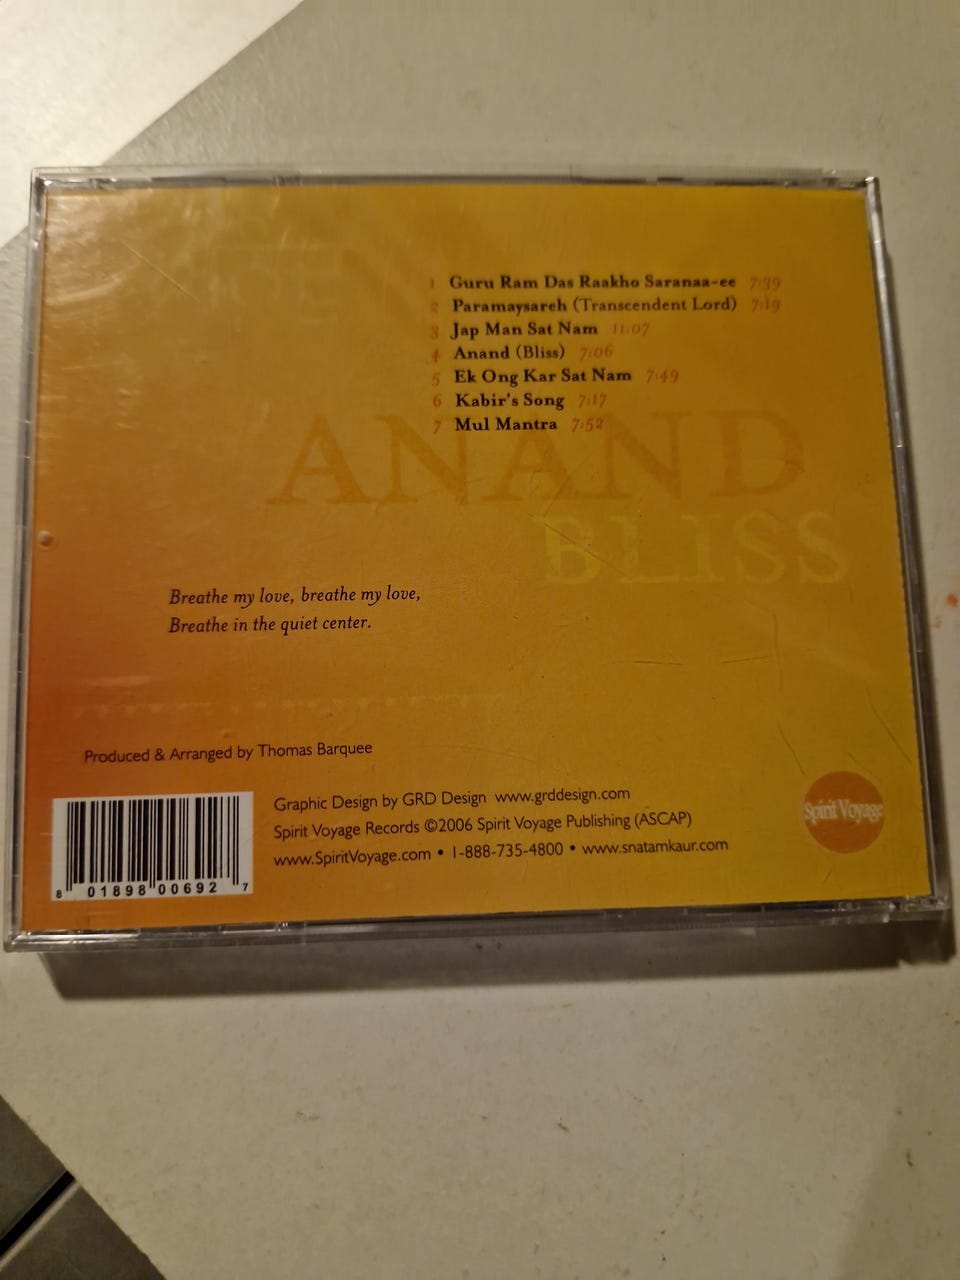 1 Guru Ram Das Raakho Saranaa~ee 7:39
2 Paramaysareh (Transcendent Lord) 7:19
3 Jap Man Sat Nam 11:07
4 Anand (Bliss) 7:06
5 Ek Ong Kar Sat Nam 7:49
6 Kabir's Song 7:17
7 Mul Mantra 7:52
ANAND
BLISS
Breathe my love, breathe my love,
Breathe in the quiet center.
Produced & Arranged by Thomas Barquee
Graphic Design by GRD Design www.grddesign.com
Spirit Voyage Records ©2006 Spirit Voyage Publishing (ASCAP)
www.SpiritVoyage.com • 1-888-735-4800 • www.snatamkaur.com
Spirit Voyage
8 01898 00692 7